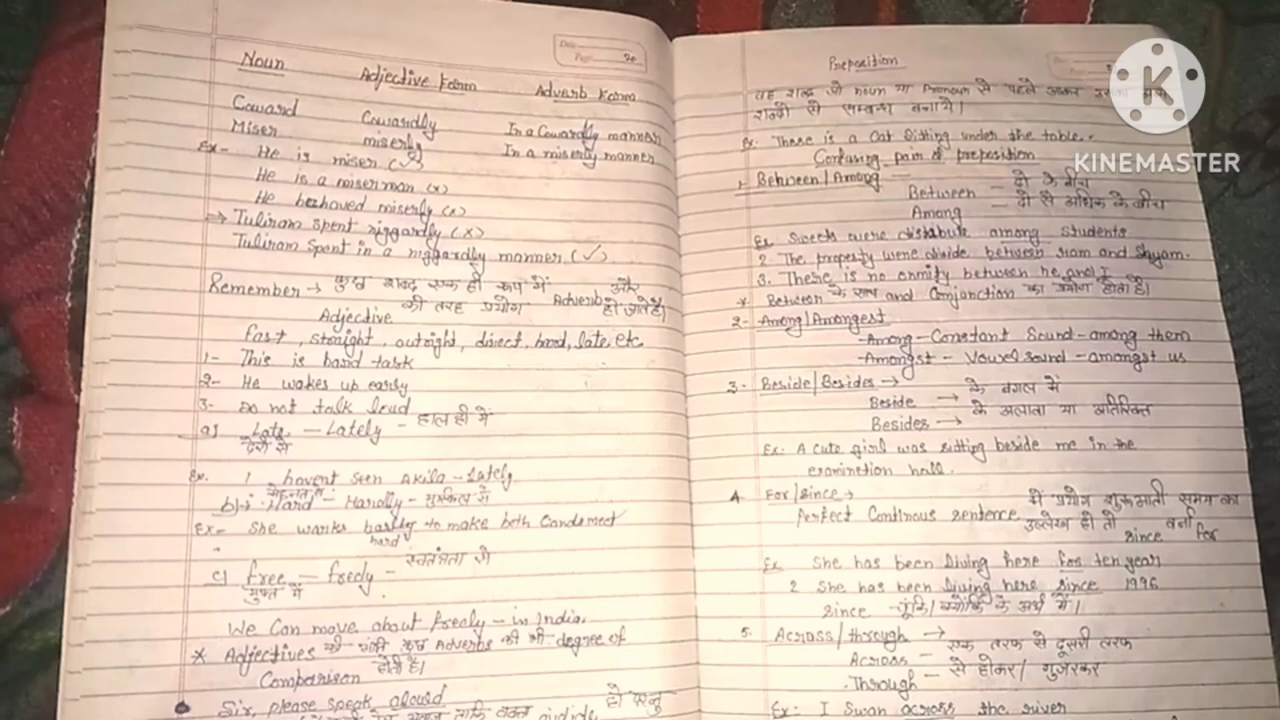 Date
Page 20
Noun Adjective Form Adverb Form
Coward Cowardly In a Cowardly manner
Miser miserly In a miserly manner
Ex- He is miser (✓)
He is a miser man (x)
He behaved miserly (x)
⇒ Tuliram spent niggardly (x)
Tuliram spent in a niggardly manner (✓)
Remember → कुछ शब्द एक ही रूप में और
Adjective की तरह प्रयोग Adverb हो जाते हैं।
fast, straight, outright, direct, hard, late etc
1- This is hard task
2- He wakes up early
3- Do not talk loud
a) Late - Lately - हाल ही में
देरी से
Ex. I havent seen Akila - Lately
मेहनत से
b) Hard - Hardly - मुश्किल से
Ex- She works hardly to make both
hard
c) free - freely - स्वतंत्रता से
मुफ्त में
We Can move about freely - in India.
* Adjectives की भांति कुछ Adverbs की भी degree of
Comparison होती है।
Sir, please speak aloud
हो परन्तु
Preposition
वह शब्द जो noun या Pronoun से पहले आकर उसका
शब्दों से सम्बन्ध बनाये।
Ex: There is a Cat Sitting under the table.
Confusing pair of preposition
1. Between/Among -
Between - दो के बीच
Among - दो से अधिक के बीच
Ex Sweets were distribute among students
2. The property were divide between ram and Shyam.
3. There is no enmity between he and I
* Between के साथ and Conjunction का प्रयोग होता है।
2- Among/Amongest
-Among - Constant Sound - among them
-Amongst - Vowel sound - amongst us
3- Beside/Besides →
Beside → के बगल में
Besides → के अलावा या अतिरिक्त
Ex: A cute girl was sitting beside me in the
examinetion hall.
4. For/since →
Perfect Continous sentence में प्रयोग शुरूआती समय का
उल्लेख हो तो since वर्ना for
Ex She has been living here for ten year
2 She has been living here since 1996
since - चूंकि/क्योंकि के अर्थ में।
5. Across/through →
Across - एक तरफ से दूसरी तरफ
Through - से होकर/गुजरकर
Ex: I Swan across the river
K
KINEMASTER